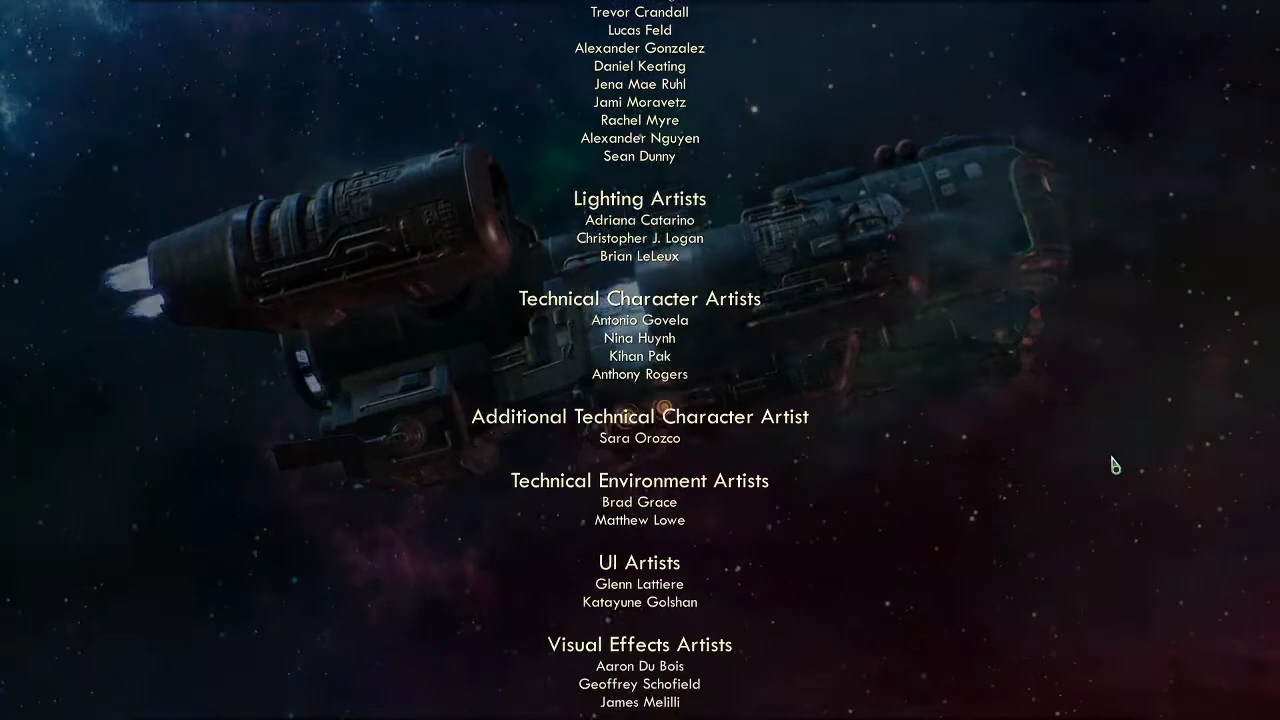 Trevor Crandall
Lucas Feld
Alexander Gonzalez
Daniel Keating
Jena Mae Ruhl
Jami Moravetz
Rachel Myre
Alexander Nguyen
Sean Dunny
Lighting Artists
Adriana Catarino
Christopher J. Logan
Brian LeLeux
Technical Character Artists
Antonio Govela
Nina Huynh
Kihan Pak
Anthony Rogers
Additional Technical Character Artist
Sara Orozco
Technical Environment Artists
Brad Grace
Matthew Lowe
UI Artists
Glenn Lattiere
Katayune Golshan
Visual Effects Artists
Aaron Du Bois
Geoffrey Schofield
James Melilli